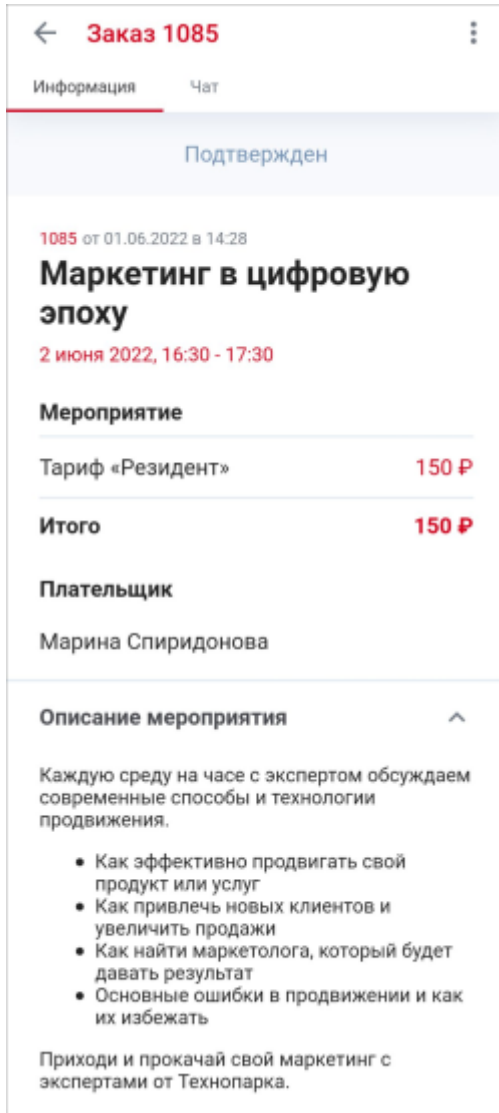 Заказ 1085
Информация Чат
Подтвержден
1085 от 01.06.2022 в 14:28
Маркетинг в цифровую
эпоху
2 июня 2022, 16:30 - 17:30
Мероприятие
Тариф «Резидент» 150 ₽
Итого 150 ₽
Плательщик
Марина Спиридонова
Описание мероприятия
Каждую среду на часе с экспертом обсуждаем
современные способы и технологии
продвижения.
• Как эффективно продвигать свой
продукт или услуг
• Как привлечь новых клиентов и
увеличить продажи
• Как найти маркетолога, который будет
давать результат
• Основные ошибки в продвижении и как
их избежать
Приходи и прокачай свой маркетинг с
экспертами от Технопарка.